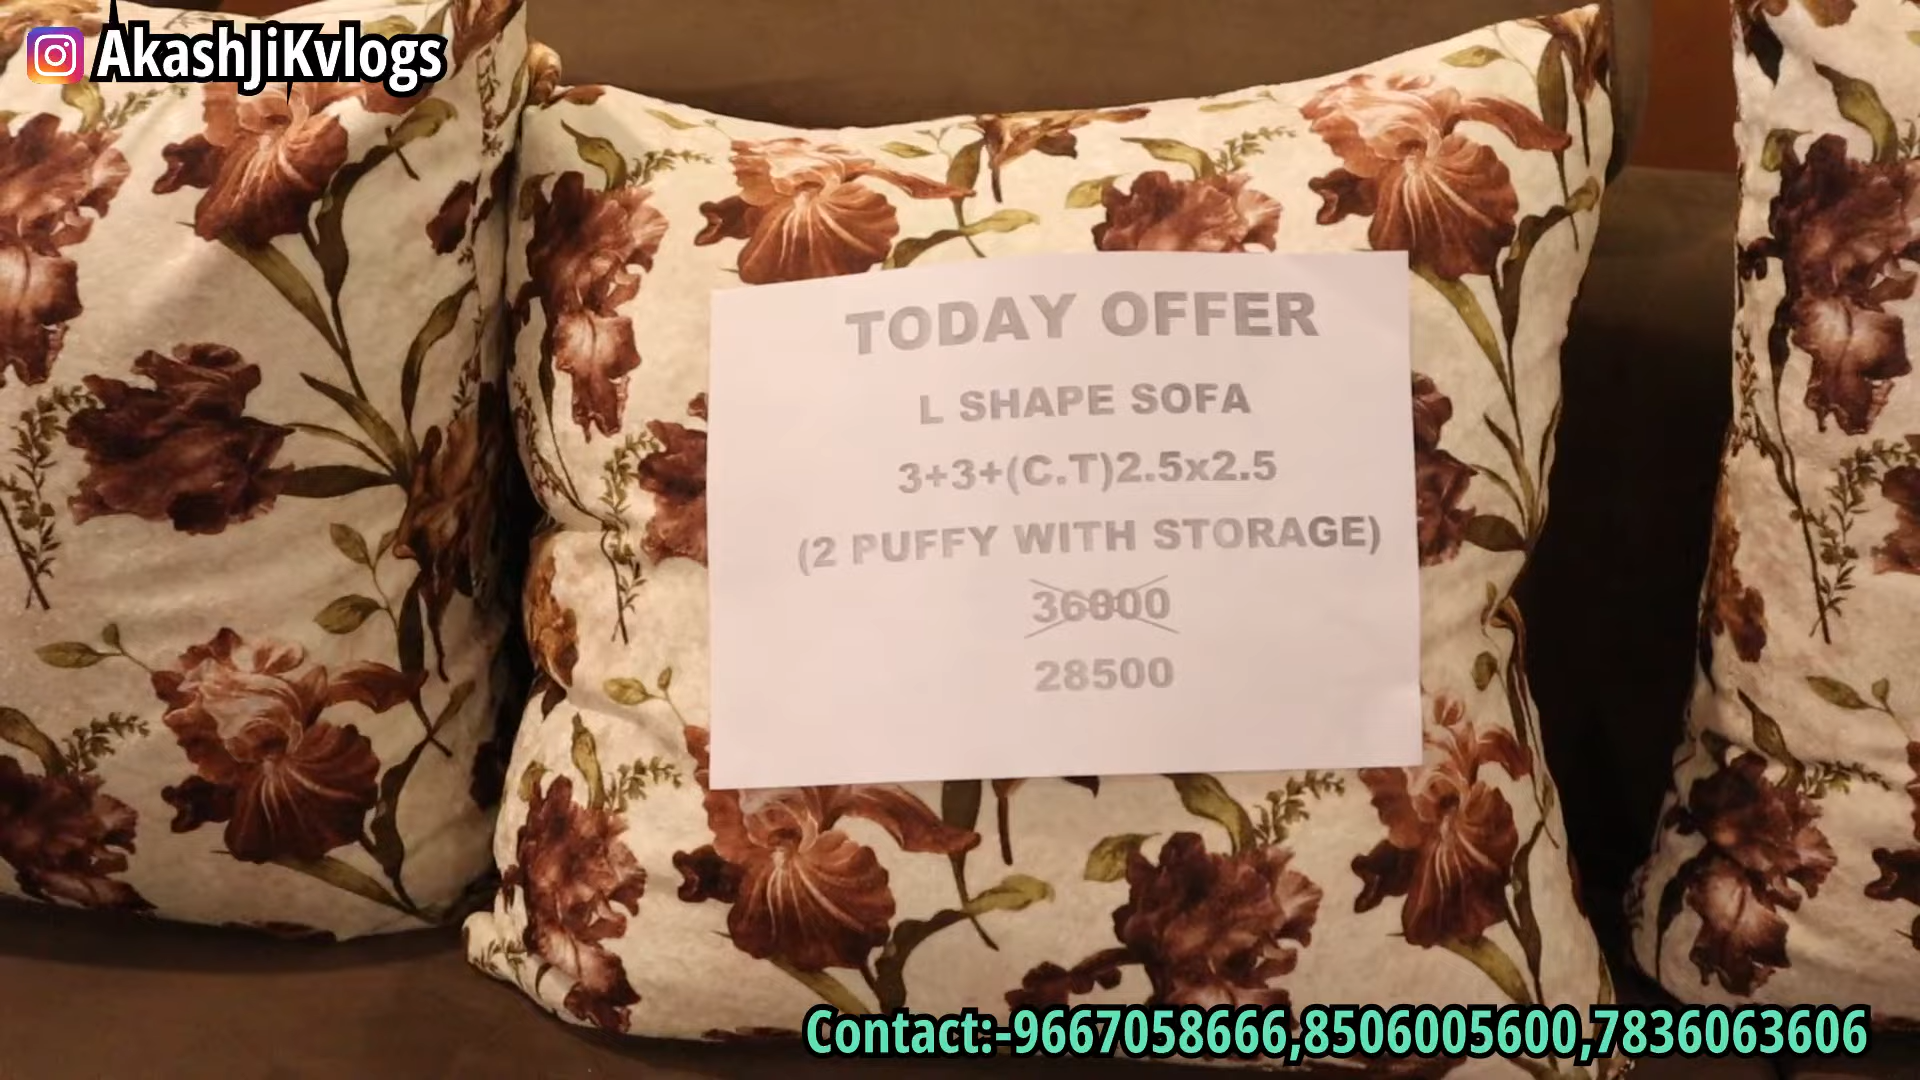 AkashJiKvlogs
TODAY OFFER
L SHAPE SOFA
3+3+(C.T)2.5x2.5
(2 PUFFY WITH STORAGE)
36000
28500
Contact:-9667058666,8506005600,7836063606